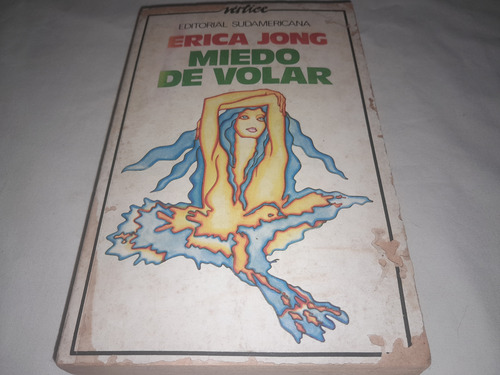 vértice
EDITORIAL SUDAMERICANA
ERICA JONG
MIEDO
DE VOLAR